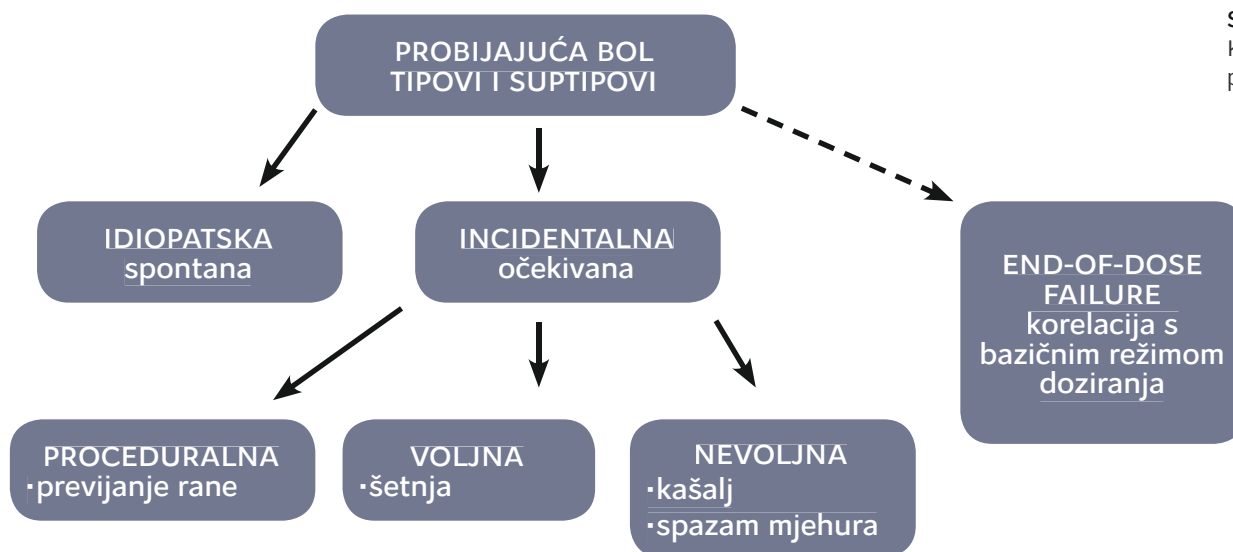 PROBIJAJUĆA BOL
TIPOVI I SUPTIPOVI
IDIOPATSKA
spontana
INCIDENTALNA
očekivana
END-OF-DOSE
FAILURE
korelacija s
bazičnim režimom
doziranja
PROCEDURALNA
·previjanje rane
VOLJNA
·šetnja
NEVOLJNA
·kašalj
·spazam mjehura